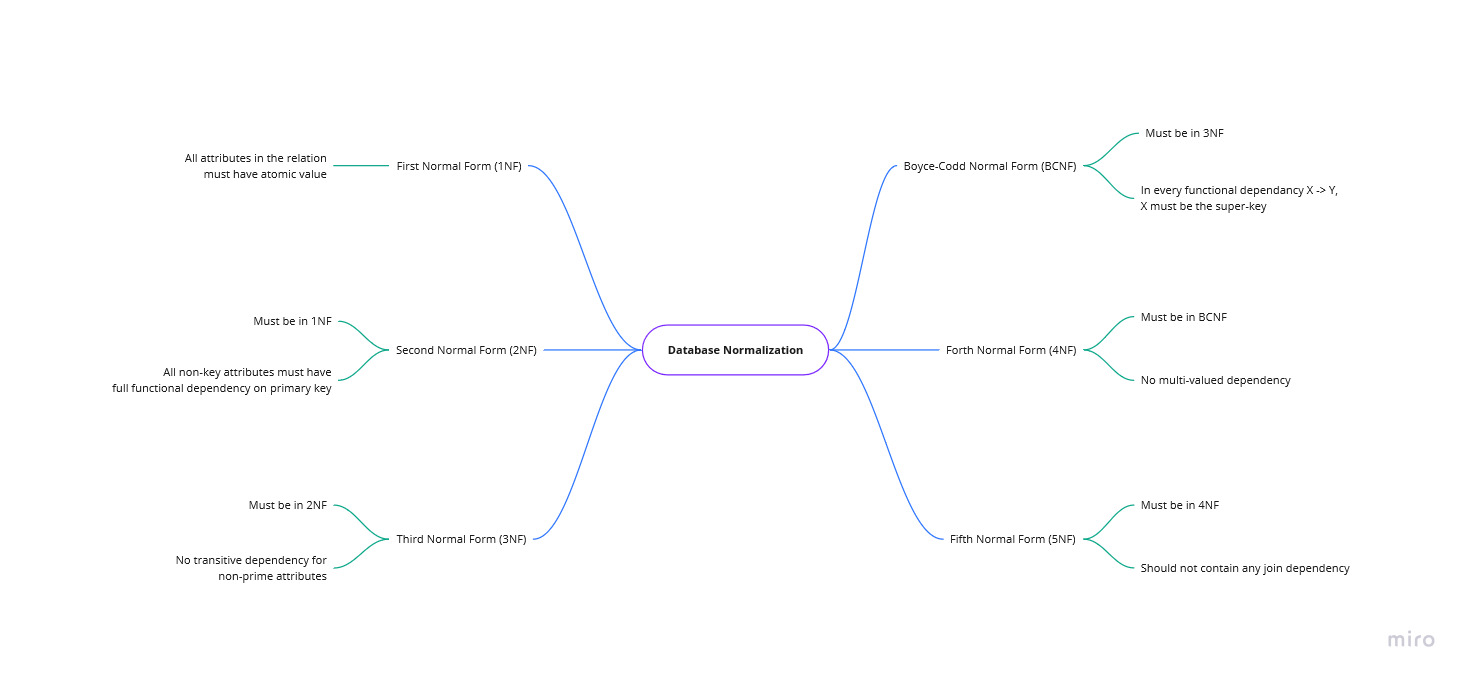 Database Normalization
First Normal Form (1NF)
All attributes in the relation
must have atomic value
Second Normal Form (2NF)
Must be in 1NF
All non-key attributes must have
full functional dependency on primary key
Third Normal Form (3NF)
Must be in 2NF
No transitive dependency for
non-prime attributes
Boyce-Codd Normal Form (BCNF)
Must be in 3NF
In every functional dependancy X -> Y,
X must be the super-key
Forth Normal Form (4NF)
Must be in BCNF
No multi-valued dependency
Fifth Normal Form (5NF)
Must be in 4NF
Should not contain any join dependency
miro